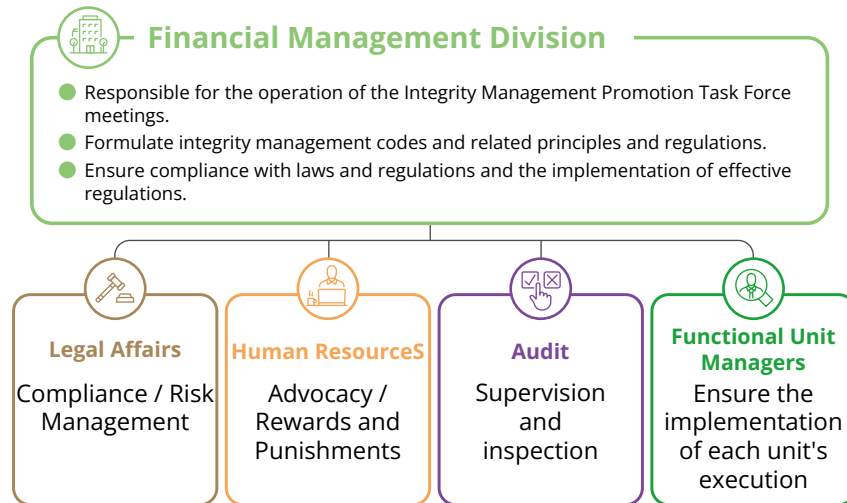 Financial Management Division
Responsible for the operation of the Integrity Management Promotion Task Force
meetings.
Formulate integrity management codes and related principles and regulations.
Ensure compliance with laws and regulations and the implementation of effective
regulations.
Legal Affairs
Compliance / Risk
Management
Human ResourceS
Advocacy /
Rewards and
Punishments
Audit
Supervision
and
inspection
Functional Unit
Managers
Ensure the
implementation
of each unit's
execution